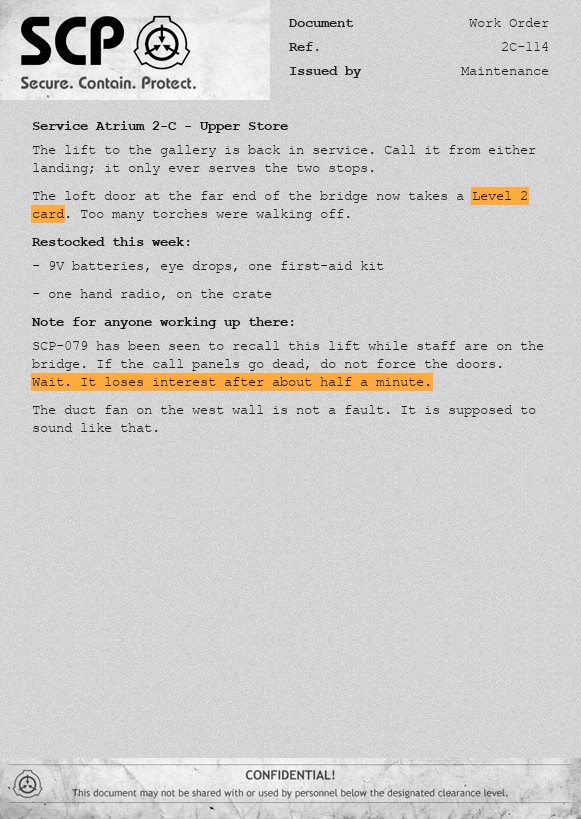 SCP
Secure. Contain. Protect.
Document Work Order
Ref. 2C-114
Issued by Maintenance
Service Atrium 2-C - Upper Store
The lift to the gallery is back in service. Call it from either
landing; it only ever serves the two stops.
The loft door at the far end of the bridge now takes a Level 2
card. Too many torches were walking off.
Restocked this week:
- 9V batteries, eye drops, one first-aid kit
- one hand radio, on the crate
Note for anyone working up there:
SCP-079 has been seen to recall this lift while staff are on the
bridge. If the call panels go dead, do not force the doors.
Wait. It loses interest after about half a minute.
The duct fan on the west wall is not a fault. It is supposed to
sound like that.
CONFIDENTIAL!
This document may not be shared with or used by personnel below the designated clearance level.